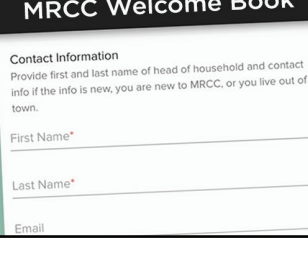 MRCC Welcome Book
Contact Information
Provide first and last name of head of household and contact
info if the info is new, you are new to MRCC, or you live out of
town.
First Name*
Last Name*
Email